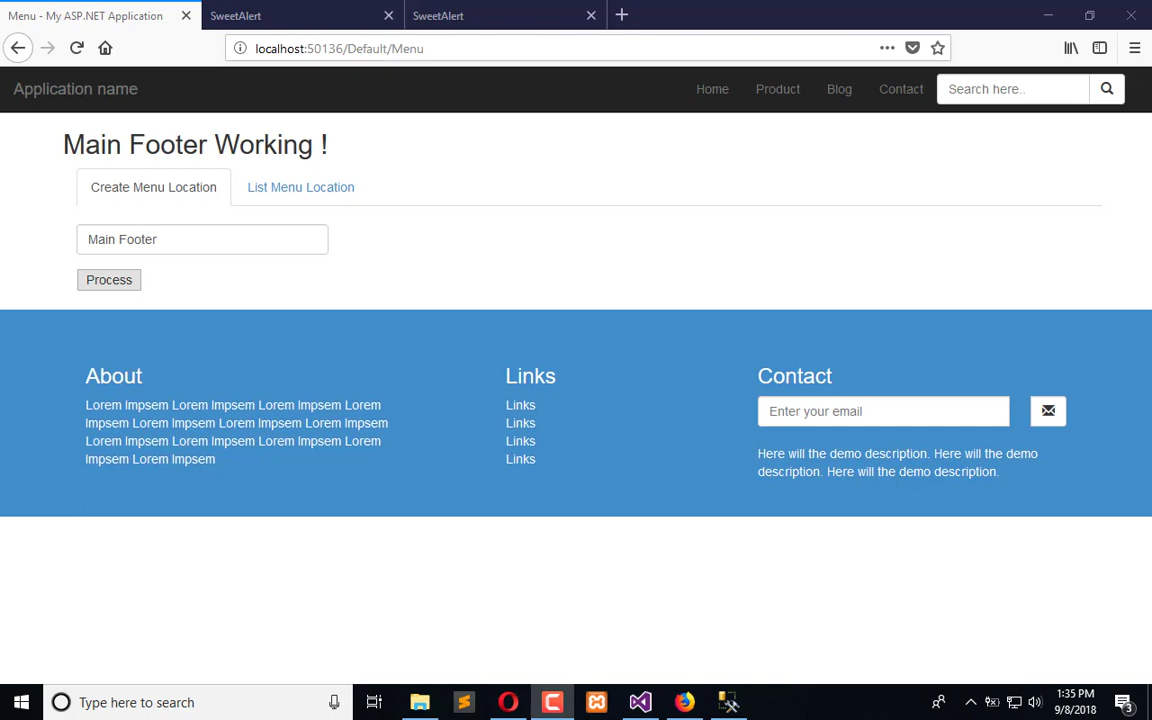 Menu - My ASP.NET Application
SweetAlert
SweetAlert
localhost:50136/Default/Menu
Application name
Home
Product
Blog
Contact
Search here..
Main Footer Working !
Create Menu Location
List Menu Location
Main Footer
Process
About
Lorem Impsem Lorem Impsem Lorem Impsem Lorem
Impsem Lorem Impsem Lorem Impsem Lorem Impsem
Lorem Impsem Lorem Impsem Lorem Impsem Lorem
Impsem Lorem Impsem
Links
Links
Links
Links
Links
Contact
Enter your email
Here will the demo description. Here will the demo
description. Here will the demo description.
Type here to search
1:35 PM
9/8/2018
3